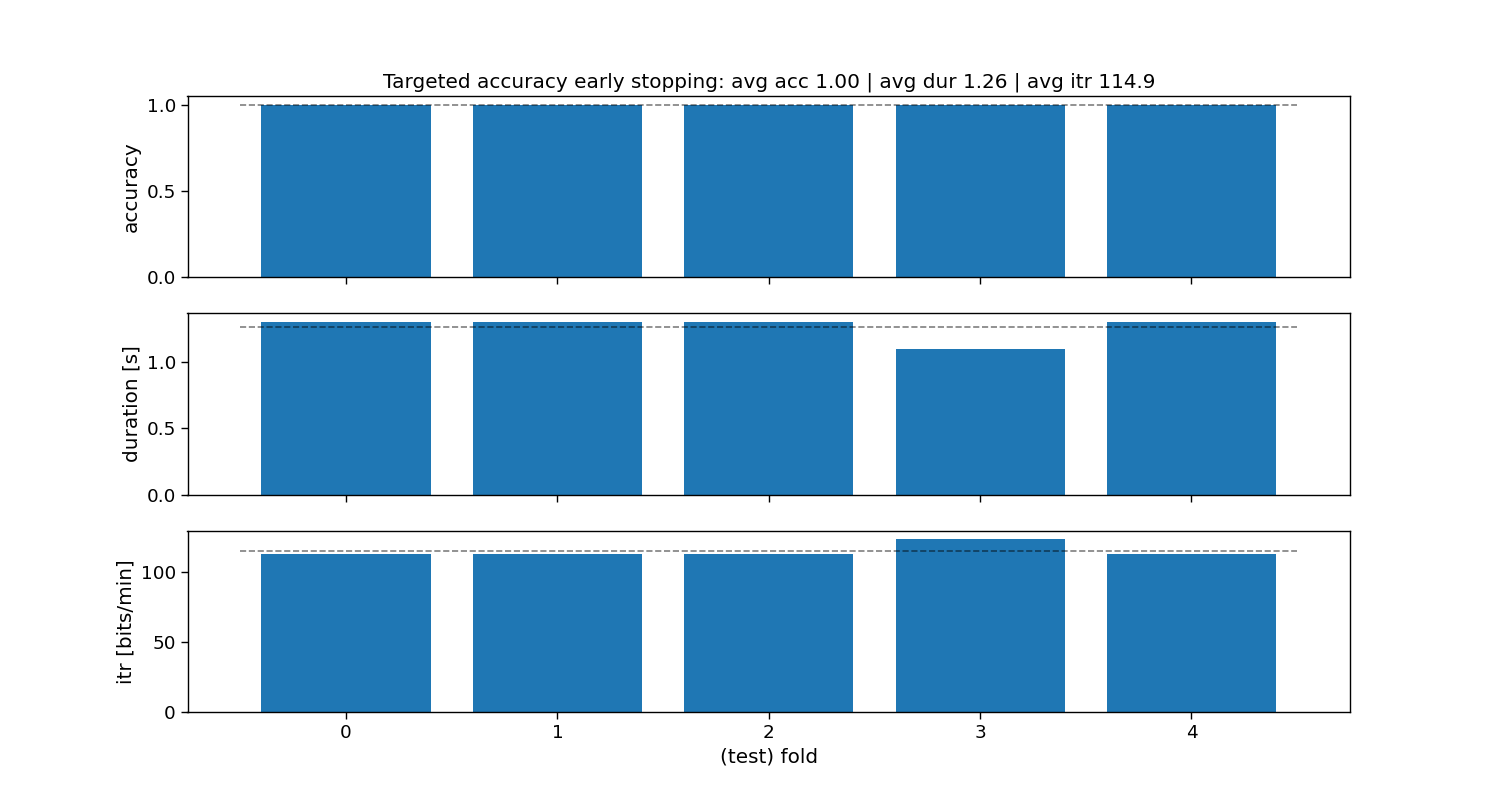 Targeted accuracy early stopping: avg acc 1.00 | avg dur 1.26 | avg itr 114.9
1.0
0.5
0.0
accuracy
1.0
0.5
0.0
duration [s]
100
50
0
itr [bits/min]
0 1 2 3 4
(test) fold